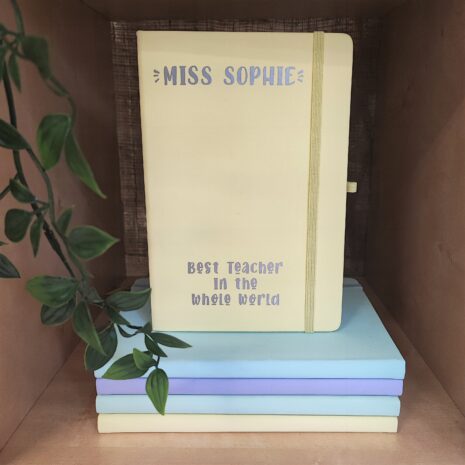 MISS SOPHIE
Best Teacher
In the
Whole World